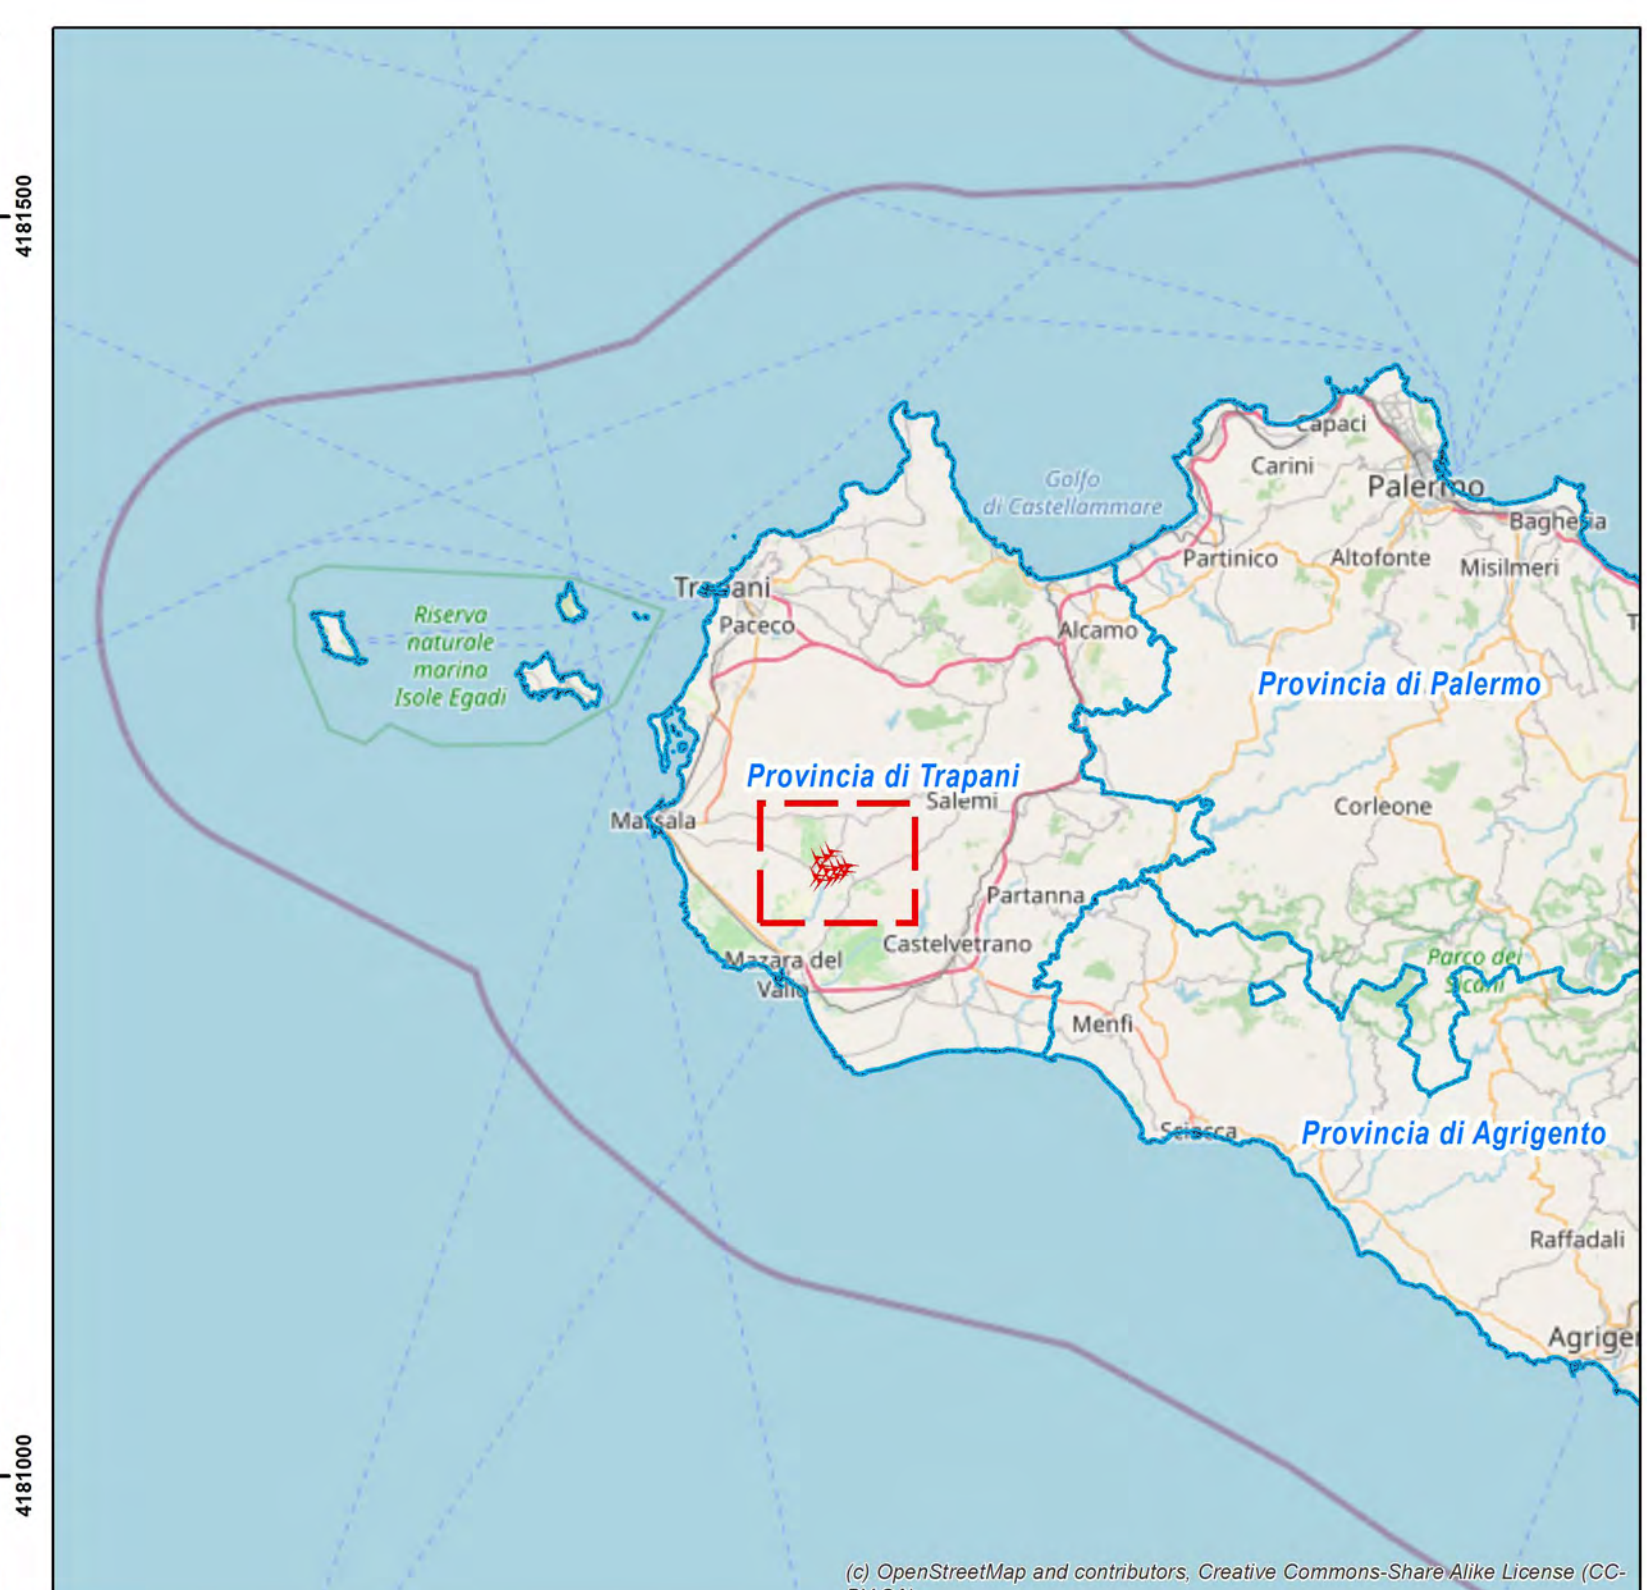 4181500
Capaci
Carini
Golfo
di Castellammare
Palermo
Bagheria
Partinico
Altofonte
Misilmeri
Trapani
Riserva
naturale
marina
Isole Egadi
Paceco
Alcamo
T
Provincia di Palermo
Provincia di Trapani
Salemi
Corleone
Marsala
Partanna
Castelvetrano
Mazara del
Vallo
Parco dei
Sicani
Menfi
Sciacca
Provincia di Agrigento
Raffadali
Agriger
4181000
(c) OpenStreetMap and contributors, Creative Commons-Share Alike License (CC-